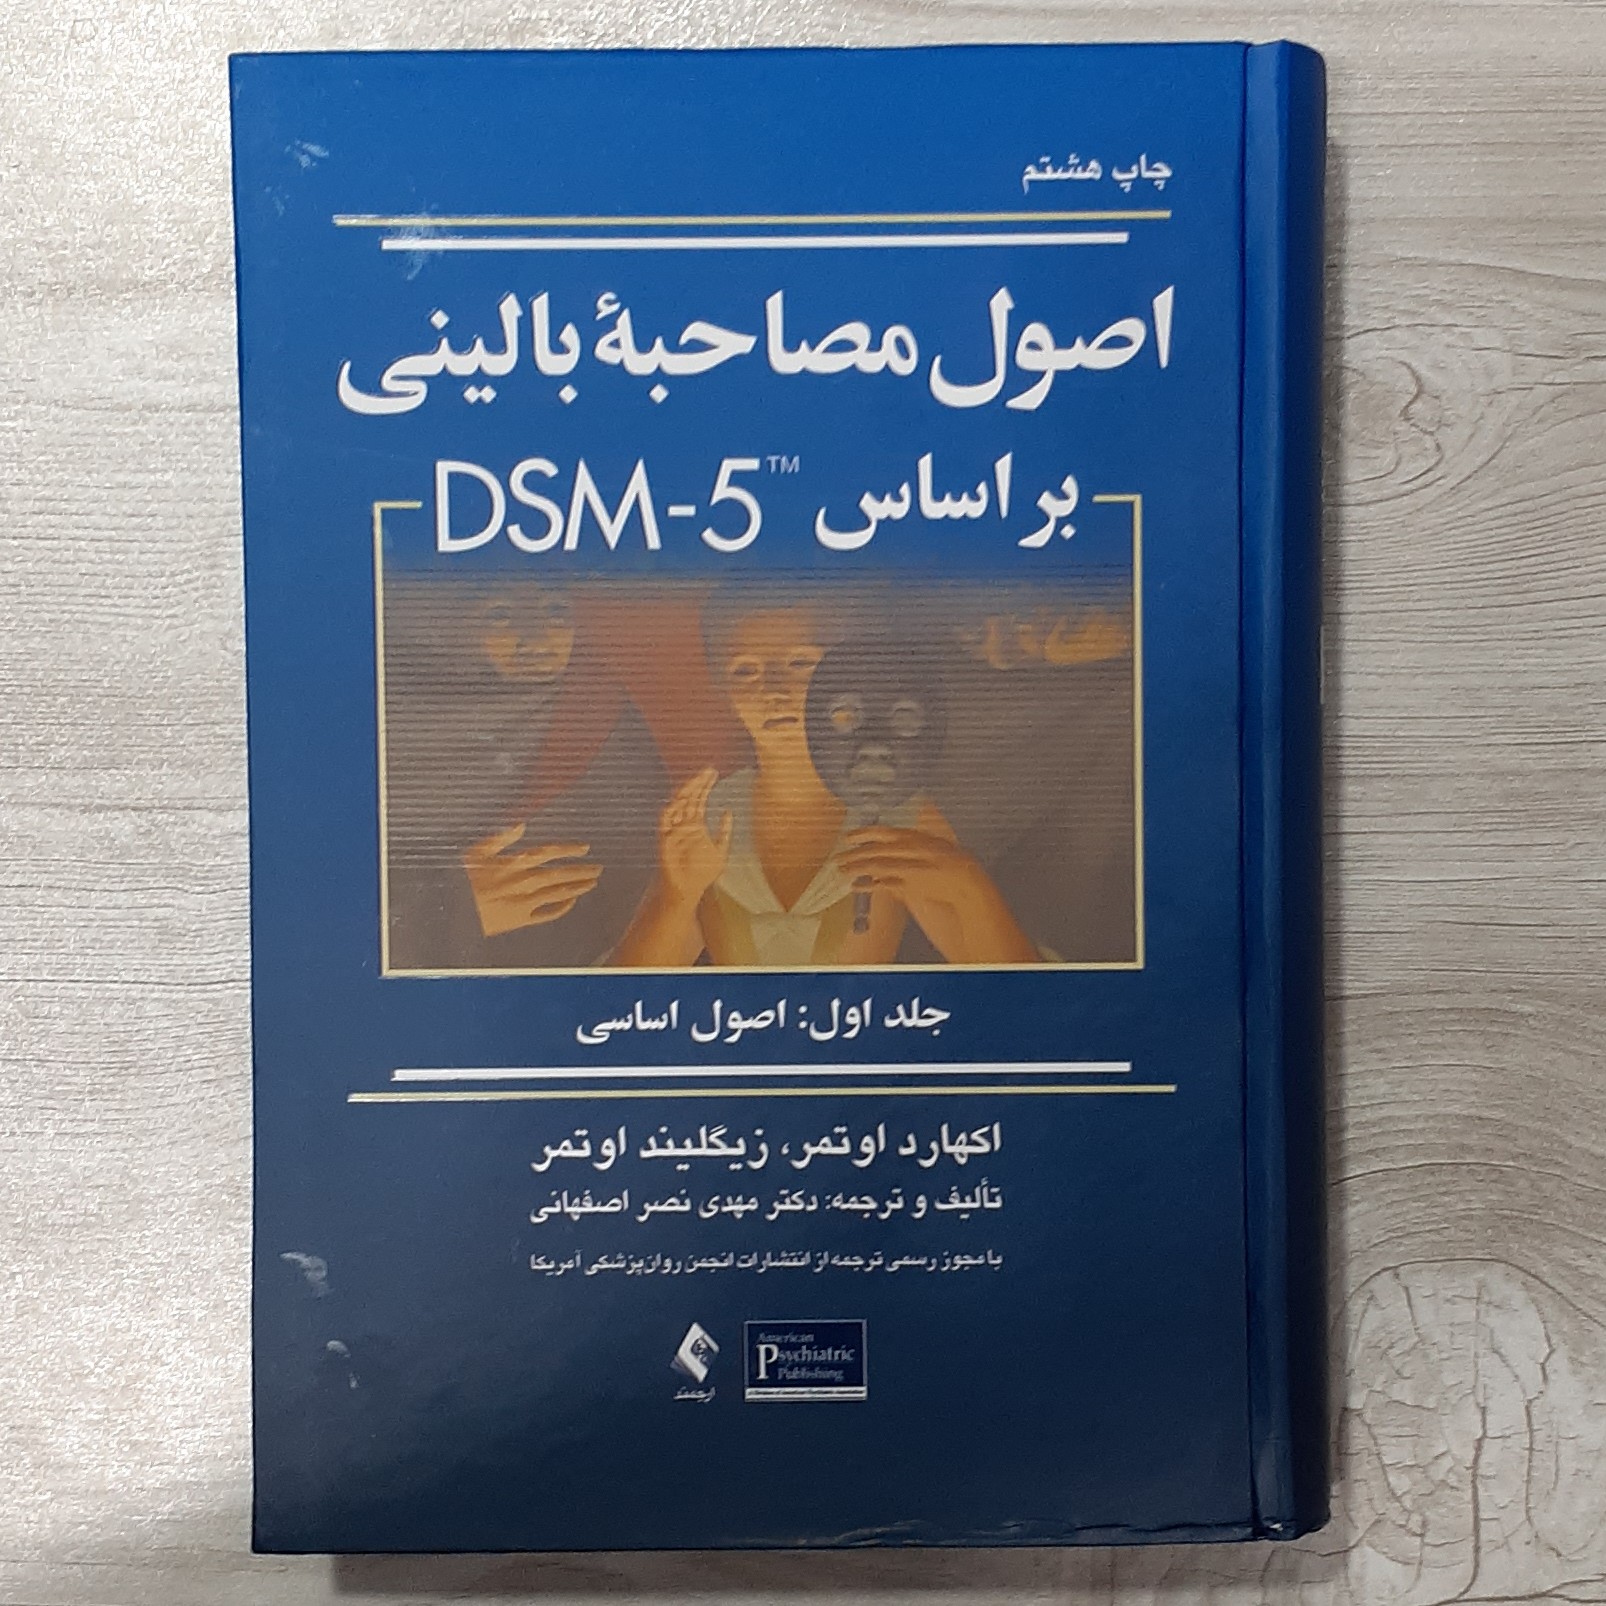 چاپ هشتم
اصول مصاحبهٔ بالینی
بر اساس DSM-5™
جلد اول: اصول اساسی
اکهارد اوتمر، زیگلیند اوتمر
تألیف و ترجمه: دکتر مهدی نصر اصفهانی
با مجوز رسمی ترجمه از انتشارات انجمن روان‌پزشکی آمریکا
American
Psychiatric
Publishing
ارجمند